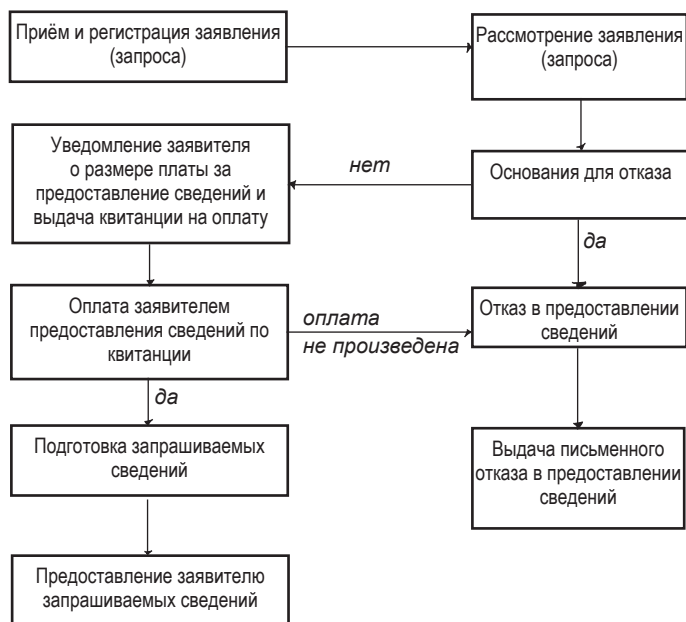 Приём и регистрация заявления
(запроса)
Рассмотрение заявления
(запроса)
Уведомление заявителя
о размере платы за
предоставление сведений и
выдача квитанции на оплату
нет
Основания для отказа
да
Оплата заявителем
предоставления сведений по
квитанции
оплата
не произведена
Отказ в предоставлении
сведений
да
Подготовка запрашиваемых
сведений
Выдача письменного
отказа в предоставлении
сведений
Предоставление заявителю
запрашиваемых сведений